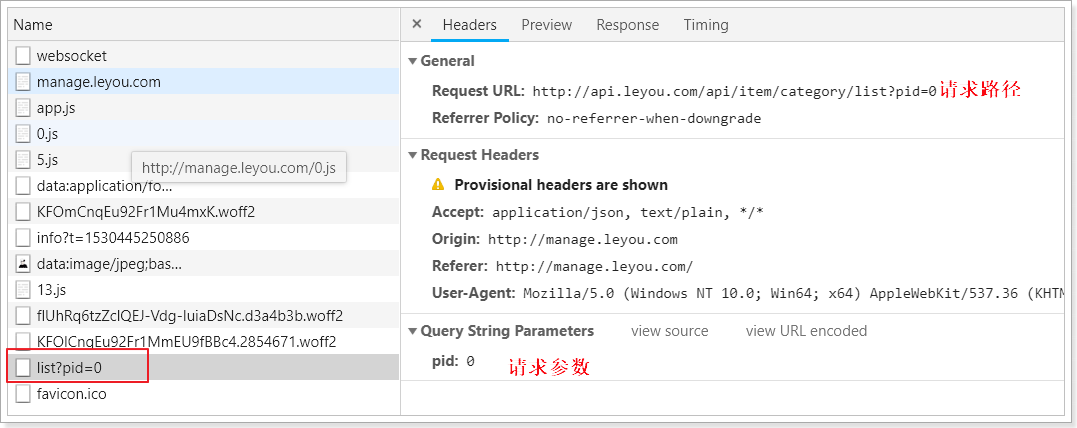 Name
websocket
manage.leyou.com
app.js
0.js
5.js
http://manage.leyou.com/0.js
data:application/fo...
KFOmCnqEu92Fr1Mu4mxK.woff2
info?t=1530445250886
data:image/jpeg;bas...
13.js
flUhRq6tzZclQEJ-Vdg-IuiaDsNc.d3a4b3b.woff2
KFOlCnqEu92Fr1MmEU9fBBc4.2854671.woff2
list?pid=0
favicon.ico
× Headers Preview Response Timing
General
Request URL: http://api.leyou.com/api/item/category/list?pid=0 请求路径
Referrer Policy: no-referrer-when-downgrade
Request Headers
Provisional headers are shown
Accept: application/json, text/plain, */*
Origin: http://manage.leyou.com
Referer: http://manage.leyou.com/
User-Agent: Mozilla/5.0 (Windows NT 10.0; Win64; x64) AppleWebKit/537.36 (KHTM
Query String Parameters view source view URL encoded
pid: 0 请求参数